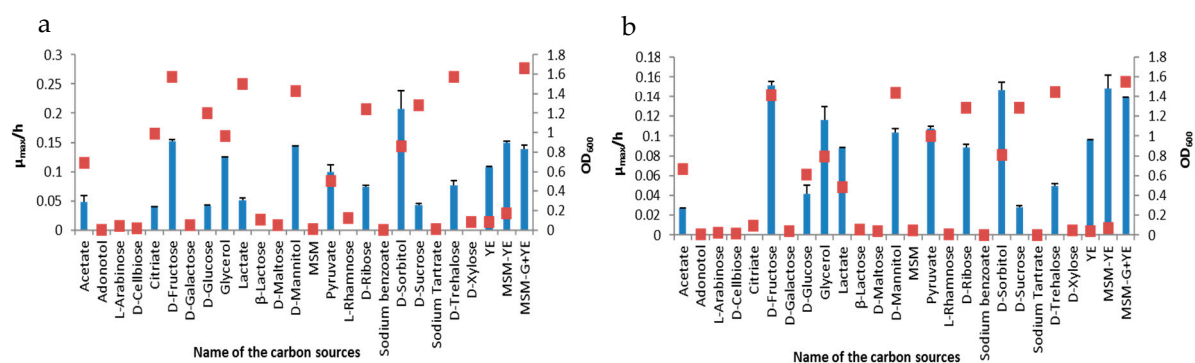 a
0.3
0.25
0.2
0.15
0.1
0.05
0
μmax/h
1.8
1.6
1.4
1.2
1
0.8
0.6
0.4
0.2
0
OD600
Acetate
Adonotol
L-Arabinose
D-Cellbiose
Citriate
D-Fructose
D-Galactose
D-Glucose
Glycerol
Lactate
β-Lactose
D-Maltose
D-Mannitol
MSM
Pyruvate
L-Rhamnose
D-Ribose
Sodium benzoate
D-Sorbitol
D-Sucrose
Sodium Tartrate
D-Trehalose
D-Xylose
YE
MSM-YE
MSM-G+YE
Name of the carbon sources
b
0.18
0.16
0.14
0.12
0.1
0.08
0.06
0.04
0.02
0
μmax/h
1.8
1.6
1.4
1.2
1
0.8
0.6
0.4
0.2
0
OD600
Acetate
Adonotol
L-Arabinose
D-Cellbiose
Citriate
D-Fructose
D-Galactose
D-Glucose
Glycerol
Lactate
β-Lactose
D-Maltose
D-Mannitol
MSM
Pyruvate
L-Rhamnose
D-Ribose
Sodium benzoate
D-Sorbitol
D-Sucrose
Sodium Tartrate
D-Trehalose
D-Xylose
YE
MSM-YE
MSM-G+YE
Name of the carbon sources